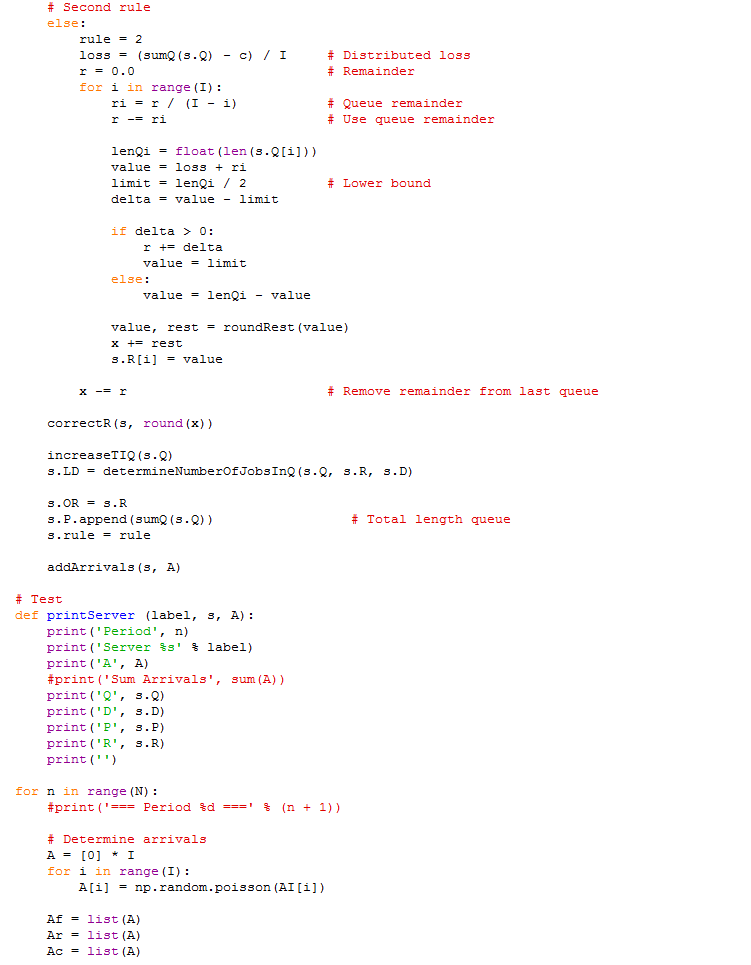 # Second rule
    else:
        rule = 2
        loss = (sumQ(s.Q) - c) / I     # Distributed loss
        r = 0.0                        # Remainder
        for i in range(I):
            ri = r / (I - i)           # Queue remainder
            r -= ri                    # Use queue remainder

            lenQi = float(len(s.Q[i]))
            value = loss + ri
            limit = lenQi / 2          # Lower bound
            delta = value - limit

            if delta > 0:
                r += delta
                value = limit
            else:
                value = lenQi - value

            value, rest = roundRest(value)
            x += rest
            s.R[i] = value

        x -= r                         # Remove remainder from last queue

    correctR(s, round(x))

    increaseTIQ(s.Q)
    s.LD = determineNumberOfJobsInQ(s.Q, s.R, s.D)

    s.OR = s.R
    s.P.append(sumQ(s.Q))                 # Total length queue
    s.rule = rule

    addArrivals(s, A)

# Test
def printServer (label, s, A):
    print('Period', n)
    print('Server %s' % label)
    print('A', A)
    #print('Sum Arrivals', sum(A))
    print('Q', s.Q)
    print('D', s.D)
    print('P', s.P)
    print('R', s.R)
    print('')

for n in range(N):
    #print('=== Period %d ===' % (n + 1))

    # Determine arrivals
    A = [0] * I
    for i in range(I):
        A[i] = np.random.poisson(AI[i])

    Af = list(A)
    Ar = list(A)
    Ac = list(A)